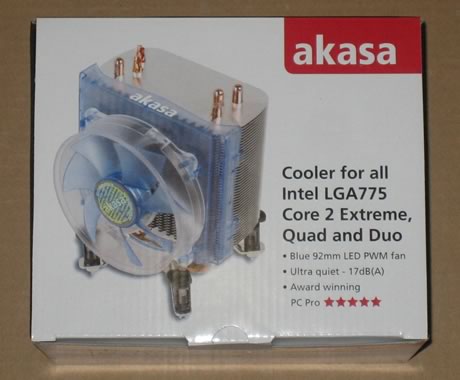 akasa
akasa
Cooler for all
Intel LGA775
Core 2 Extreme,
Quad and Duo
• Blue 92mm LED PWM fan
• Ultra quiet - 17dB(A)
• Award winning
PC Pro ★★★★★